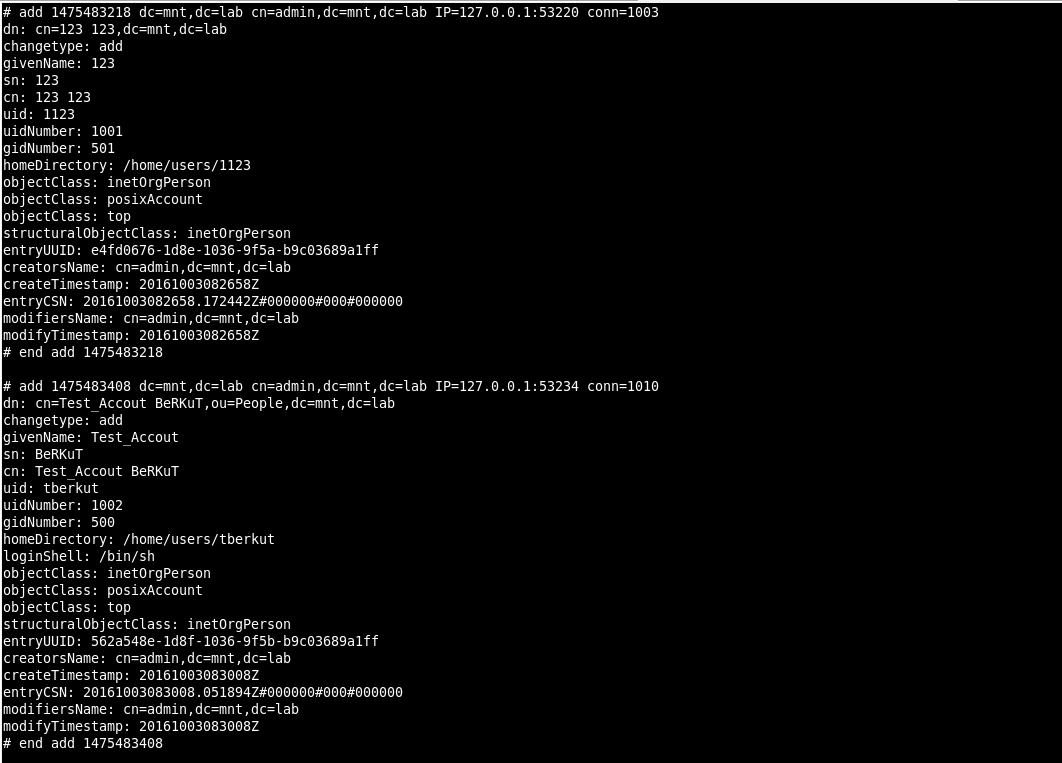 # add 1475483218 dc=mnt,dc=lab cn=admin,dc=mnt,dc=lab IP=127.0.0.1:53220 conn=1003
dn: cn=123 123,dc=mnt,dc=lab
changetype: add
givenName: 123
sn: 123
cn: 123 123
uid: 1123
uidNumber: 1001
gidNumber: 501
homeDirectory: /home/users/1123
objectClass: inetOrgPerson
objectClass: posixAccount
objectClass: top
structuralObjectClass: inetOrgPerson
entryUUID: e4fd0676-1d8e-1036-9f5a-b9c03689a1ff
creatorsName: cn=admin,dc=mnt,dc=lab
createTimestamp: 20161003082658Z
entryCSN: 20161003082658.172442Z#000000#000#000000
modifiersName: cn=admin,dc=mnt,dc=lab
modifyTimestamp: 20161003082658Z
# end add 1475483218

# add 1475483408 dc=mnt,dc=lab cn=admin,dc=mnt,dc=lab IP=127.0.0.1:53234 conn=1010
dn: cn=Test_Accout BeRKuT,ou=People,dc=mnt,dc=lab
changetype: add
givenName: Test_Accout
sn: BeRKuT
cn: Test_Accout BeRKuT
uid: tberkut
uidNumber: 1002
gidNumber: 500
homeDirectory: /home/users/tberkut
loginShell: /bin/sh
objectClass: inetOrgPerson
objectClass: posixAccount
objectClass: top
structuralObjectClass: inetOrgPerson
entryUUID: 562a548e-1d8f-1036-9f5b-b9c03689a1ff
creatorsName: cn=admin,dc=mnt,dc=lab
createTimestamp: 20161003083008Z
entryCSN: 20161003083008.051894Z#000000#000#000000
modifiersName: cn=admin,dc=mnt,dc=lab
modifyTimestamp: 20161003083008Z
# end add 1475483408